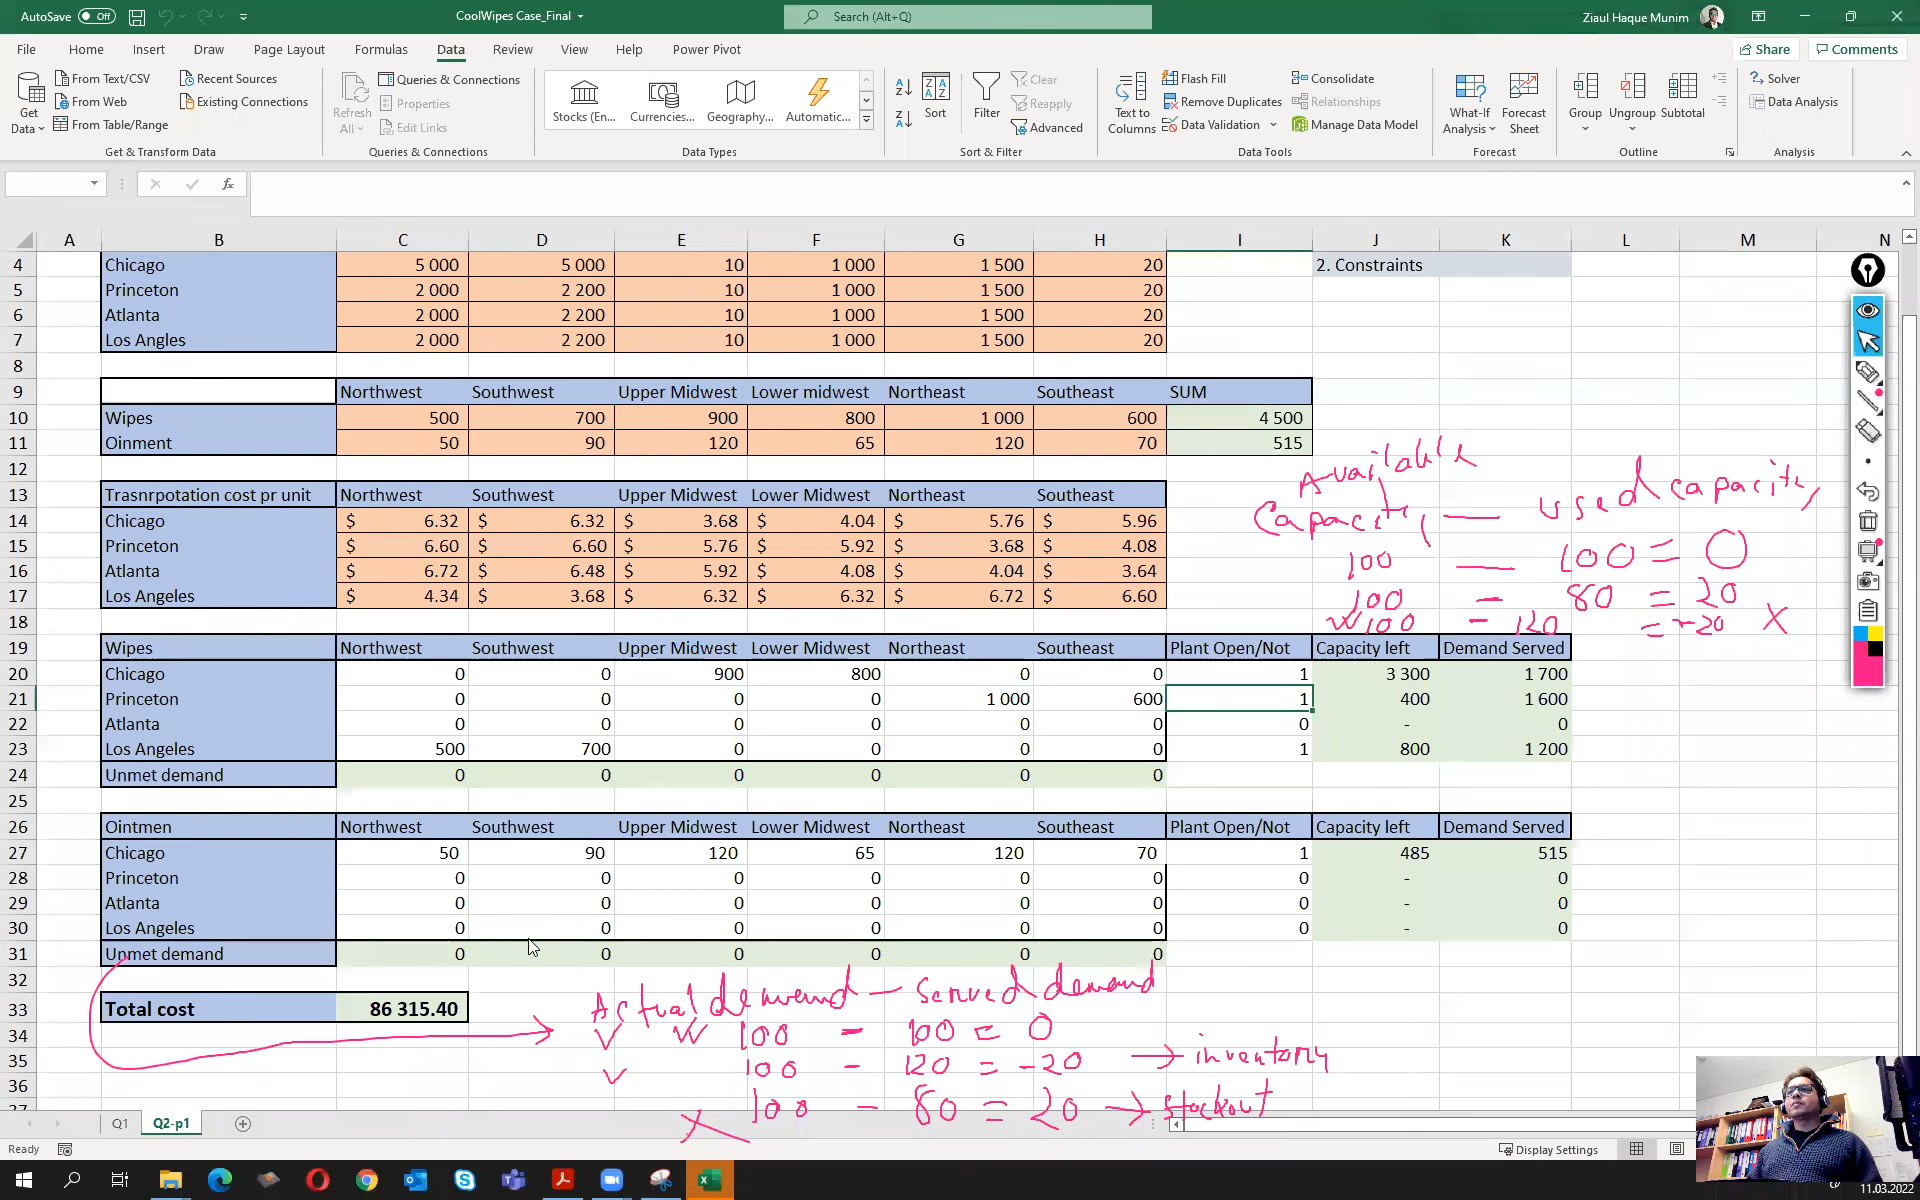 AutoSave Off CoolWipes Case_Final Search (Alt+Q) Ziaul Haque Munim
File Home Insert Draw Page Layout Formulas Data Review View Help Power Pivot Share Comments
Get Data From Text/CSV From Web From Table/Range Recent Sources Existing Connections
Refresh All Queries & Connections Properties Edit Links
Stocks (En... Currencies... Geography... Automatic...
Sort Filter Clear Reapply Advanced
Text to Columns Flash Fill Remove Duplicates Data Validation Consolidate Relationships Manage Data Model
What-If Analysis Forecast Sheet Group Ungroup Subtotal Solver Data Analysis
Get & Transform Data Queries & Connections Data Types Sort & Filter Data Tools Forecast Outline Analysis
fx
A B C D E F G H I J K L M N
4 Chicago 5 000 5 000 10 1 000 1 500 20 2. Constraints
5 Princeton 2 000 2 200 10 1 000 1 500 20
6 Atlanta 2 000 2 200 10 1 000 1 500 20
7 Los Angles 2 000 2 200 10 1 000 1 500 20
8
9 Northwest Southwest Upper Midwest Lower midwest Northeast Southeast SUM
10 Wipes 500 700 900 800 1 000 600 4 500
11 Oinment 50 90 120 65 120 70 515
12
13 Trasnrpotation cost pr unit Northwest Southwest Upper Midwest Lower Midwest Northeast Southeast
14 Chicago $ 6.32 $ 6.32 $ 3.68 $ 4.04 $ 5.76 $ 5.96
15 Princeton $ 6.60 $ 6.60 $ 5.76 $ 5.92 $ 3.68 $ 4.08
16 Atlanta $ 6.72 $ 6.48 $ 5.92 $ 4.08 $ 4.04 $ 3.64
17 Los Angeles $ 4.34 $ 3.68 $ 6.32 $ 6.32 $ 6.72 $ 6.60
18
Available
Capacity — used capacity
100 — 100 = 0
100 - 80 = 20
W 100 - 120 = -20 X
19 Wipes Northwest Southwest Upper Midwest Lower Midwest Northeast Southeast Plant Open/Not Capacity left Demand Served
20 Chicago 0 0 900 800 0 0 1 3 300 1 700
21 Princeton 0 0 0 0 1 000 600 1 400 1 600
22 Atlanta 0 0 0 0 0 0 0 - 0
23 Los Angeles 500 700 0 0 0 0 1 800 1 200
24 Unmet demand 0 0 0 0 0 0
25
26 Ointmen Northwest Southwest Upper Midwest Lower Midwest Northeast Southeast Plant Open/Not Capacity left Demand Served
27 Chicago 50 90 120 65 120 70 1 485 515
28 Princeton 0 0 0 0 0 0 0 - 0
29 Atlanta 0 0 0 0 0 0 0 - 0
30 Los Angeles 0 0 0 0 0 0 0 - 0
31 Unmet demand 0 0 0 0 0 0
32
33 Total cost 86 315.40
34
35
36
37
Actual demand — served demand
V W 100 - 100 = 0
V 100 - 120 = -20 → inventory
X 100 - 80 = 20 → stockout
Q1 Q2-p1
Ready Display Settings
11.03.2022